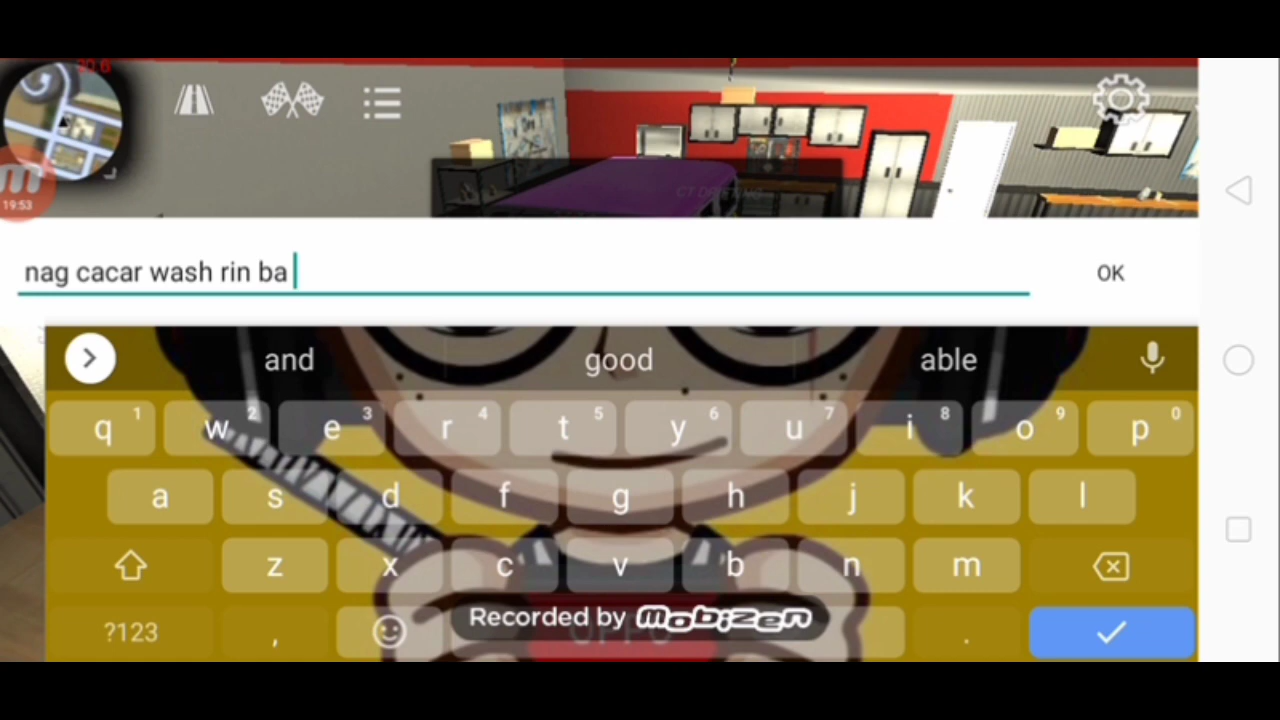 19:53
nag cacar wash rin ba
OK
and good able
q 1 w 2 e 3 r 4 t 5 y 6 u 7 i 8 o 9 p 0
a s d f g h j k l
z x c v b n m
Recorded by mobizen
?123 , .